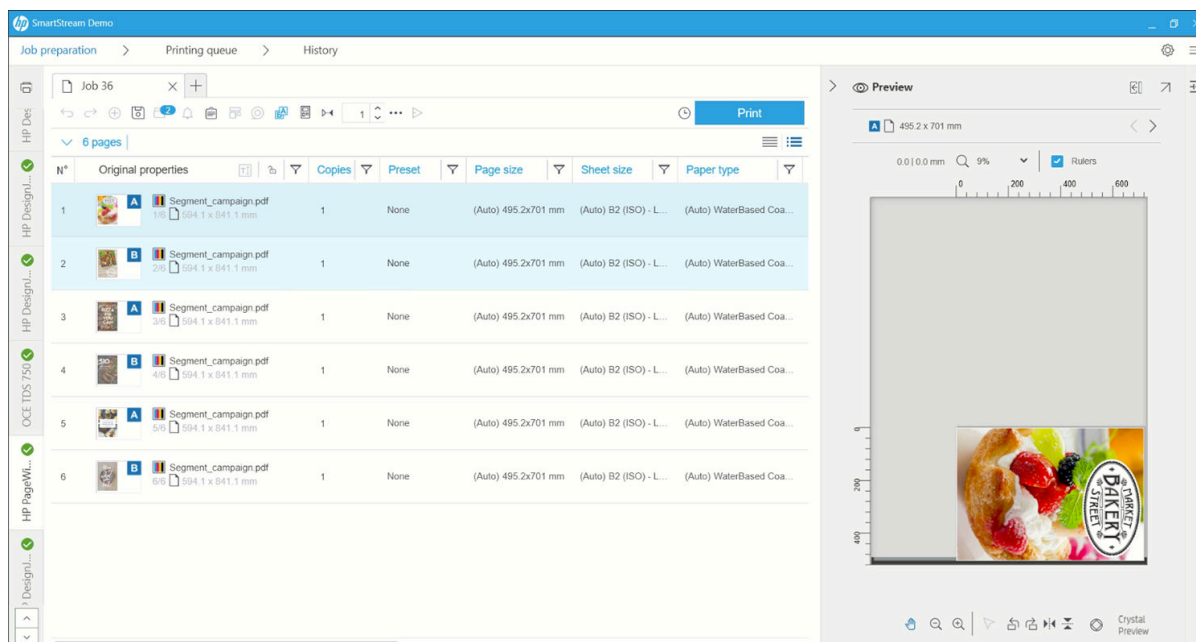 hp SmartStream Demo
Job preparation > Printing queue > History
Job 36
2
1
Print
6 pages
N° Original properties Copies Preset Page size Sheet size Paper type
1 A Segment_campaign.pdf 1 None (Auto) 495.2x701 mm (Auto) B2 (ISO) - L... (Auto) WaterBased Coa...
1/6 594.1 x 841.1 mm
2 B Segment_campaign.pdf 1 None (Auto) 495.2x701 mm (Auto) B2 (ISO) - L... (Auto) WaterBased Coa...
2/6 594.1 x 841.1 mm
3 A Segment_campaign.pdf 1 None (Auto) 495.2x701 mm (Auto) B2 (ISO) - L... (Auto) WaterBased Coa...
3/6 594.1 x 841.1 mm
4 B Segment_campaign.pdf 1 None (Auto) 495.2x701 mm (Auto) B2 (ISO) - L... (Auto) WaterBased Coa...
4/6 594.1 x 841.1 mm
5 A Segment_campaign.pdf 1 None (Auto) 495.2x701 mm (Auto) B2 (ISO) - L... (Auto) WaterBased Coa...
5/6 594.1 x 841.1 mm
6 B Segment_campaign.pdf 1 None (Auto) 495.2x701 mm (Auto) B2 (ISO) - L... (Auto) WaterBased Coa...
6/6 594.1 x 841.1 mm
HP Des
HP DesignJ...
HP DesignJ...
OCE TDS 750
HP PageWi...
P DesignJ...
Preview
A 495.2 x 701 mm
0.0 | 0.0 mm 9% Rulers
0 200 400 600
0
200
400
MARKET
BAKERY
STREET
Crystal
Preview